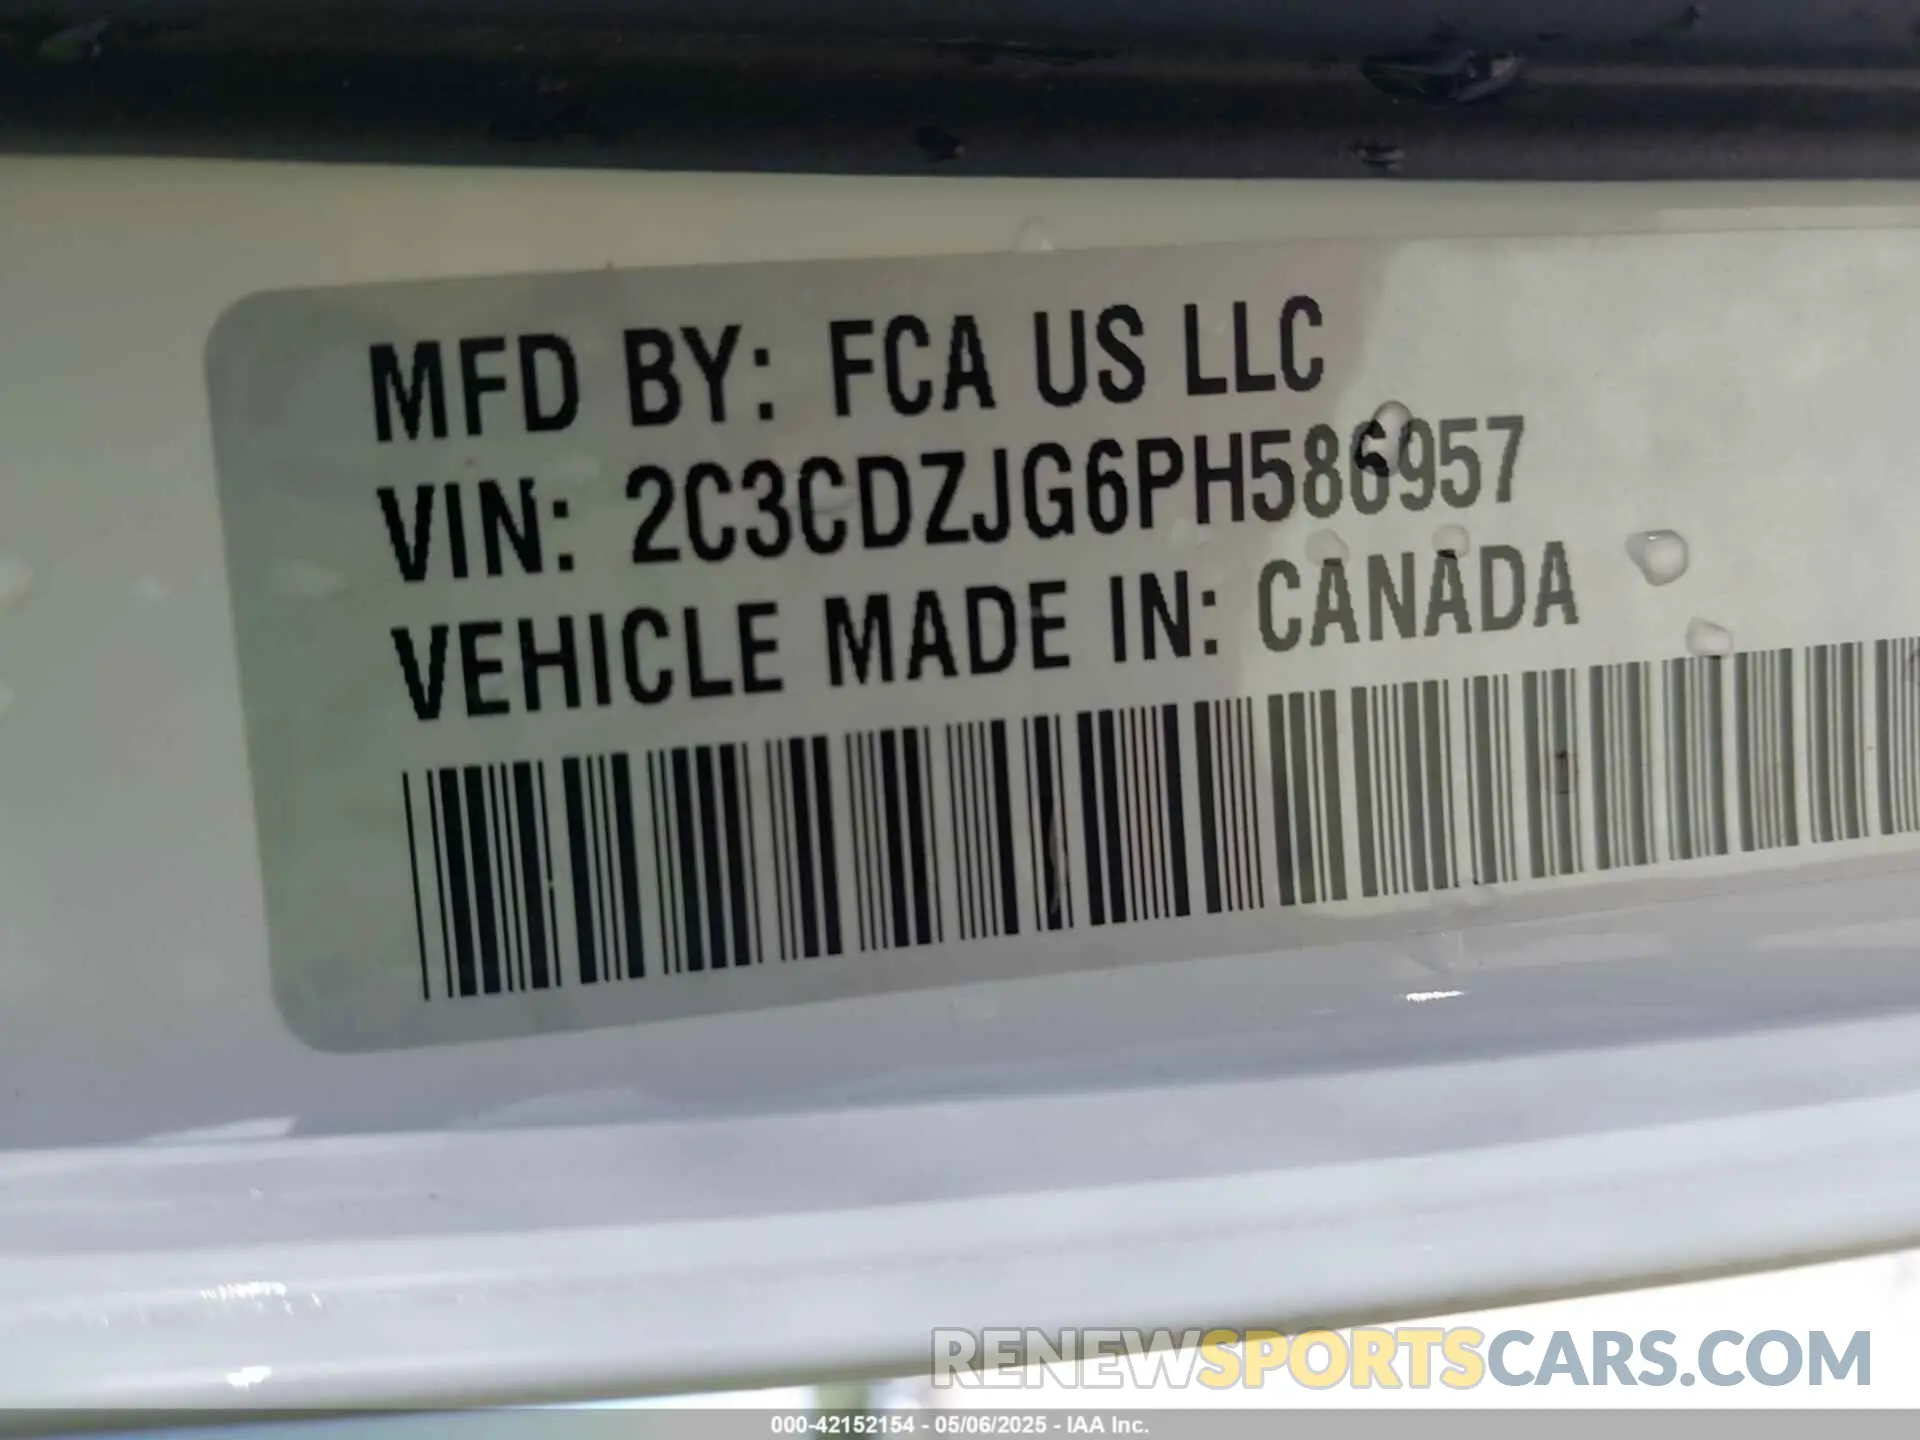 MFD BY: FCA US LLC
VIN: 2C3CDZJG6PH586957
VEHICLE MADE IN: CANADA
RENEWSPORTSCARS.COM
000-42152154 - 05/06/2025 - IAA Inc.